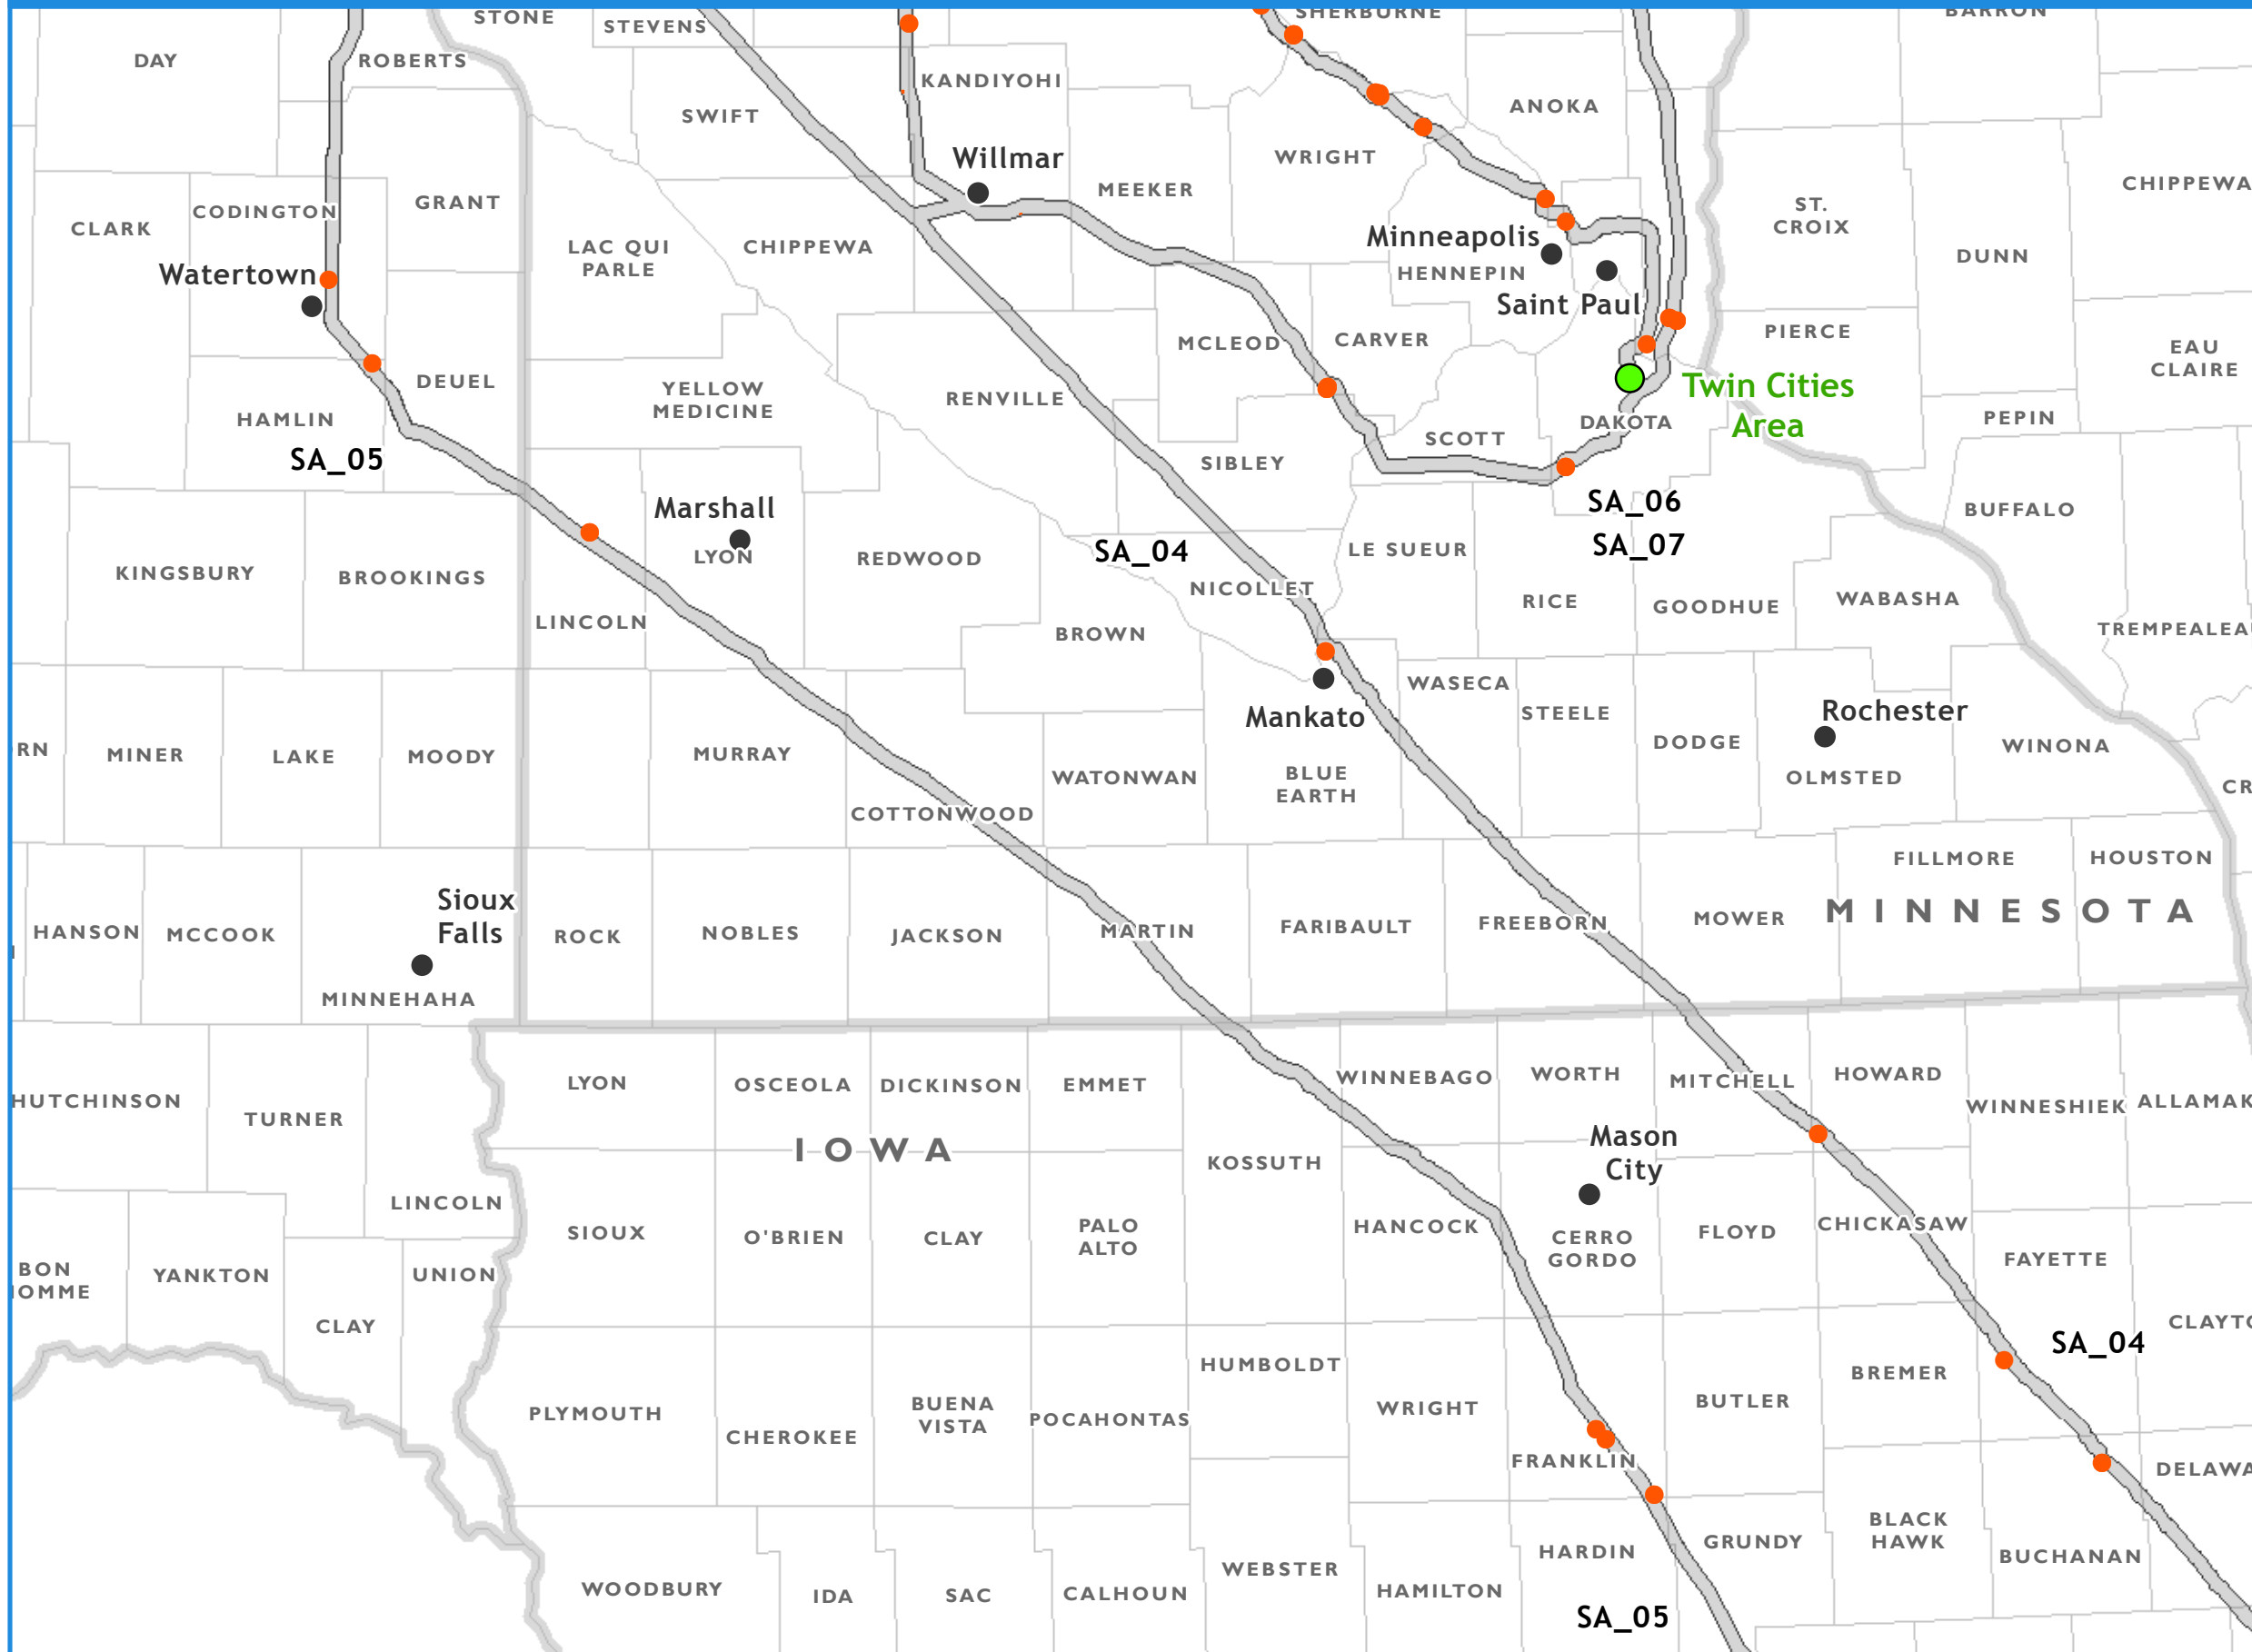 STONE
STEVENS
SHERBURNE
BARRON
DAY
ROBERTS
KANDIYOHI
SWIFT
ANOKA
Willmar
WRIGHT
MEEKER
CHIPPEWA
CODINGTON
GRANT
CLARK
ST.
CROIX
LAC QUI
PARLE
CHIPPEWA
Minneapolis
HENNEPIN
DUNN
Watertown
Saint Paul
PIERCE
MCLEOD
CARVER
EAU
CLAIRE
DEUEL
YELLOW
MEDICINE
RENVILLE
Twin Cities
Area
HAMLIN
DAKOTA
PEPIN
SA_05
SCOTT
SIBLEY
SA_06
SA_07
Marshall
LYON
BUFFALO
SA_04
LE SUEUR
KINGSBURY
BROOKINGS
REDWOOD
NICOLLET
RICE
GOODHUE
WABASHA
LINCOLN
BROWN
TREMPEALEA
WASECA
Mankato
STEELE
Rochester
RN
MINER
LAKE
MOODY
MURRAY
DODGE
WINONA
WATONWAN
BLUE
EARTH
OLMSTED
CR
COTTONWOOD
FILLMORE
HOUSTON
Sioux
Falls
MINNESOTA
HANSON
MCCOOK
ROCK
NOBLES
JACKSON
MARTIN
FARIBAULT
FREEBORN
MOWER
MINNEHAHA
LYON
OSCEOLA
DICKINSON
EMMET
WINNEBAGO
WORTH
MITCHELL
HOWARD
HUTCHINSON
TURNER
WINNESHIEK
ALLAMAK
IOWA
KOSSUTH
Mason
City
LINCOLN
SIOUX
O'BRIEN
CLAY
PALO
ALTO
HANCOCK
CERRO
GORDO
FLOYD
CHICKASAW
FAYETTE
BON
OMME
YANKTON
UNION
CLAY
CLAYTO
SA_04
HUMBOLDT
BREMER
PLYMOUTH
CHEROKEE
BUENA
VISTA
POCAHONTAS
WRIGHT
BUTLER
FRANKLIN
DELAWA
BLACK
HAWK
WOODBURY
IDA
SAC
CALHOUN
WEBSTER
HAMILTON
HARDIN
GRUNDY
BUCHANAN
SA_05